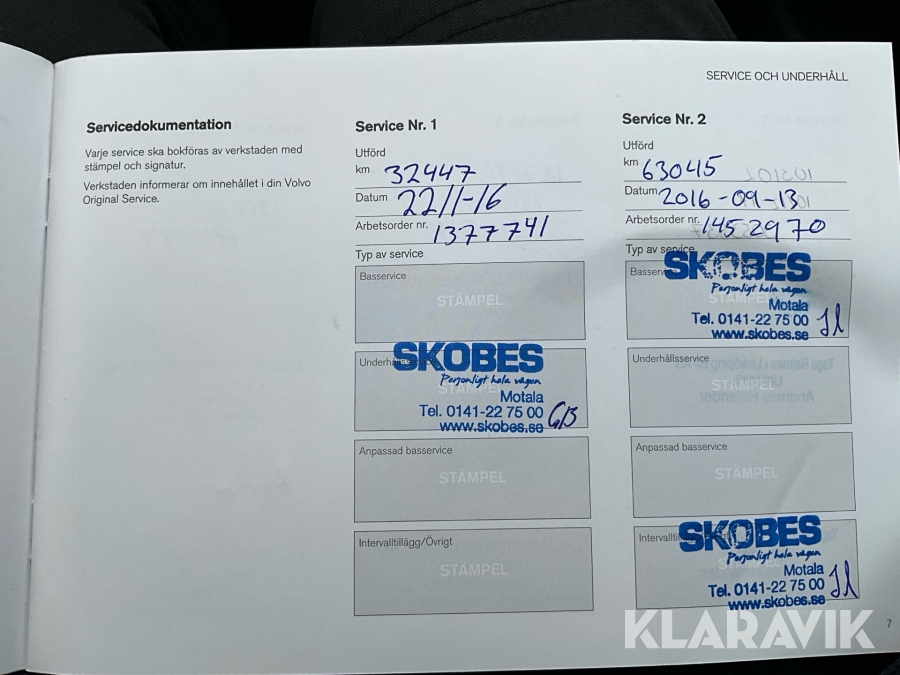 SERVICE OCH UNDERHÅLL
Servicedokumentation
Varje service ska bokföras av verkstaden med
stämpel och signatur.
Verkstaden informerar om innehållet i din Volvo
Original Service.
Service Nr. 1
Utförd
km 32447
Datum 22/1-16
Arbetsorder nr. 1377741
Typ av service
Basservice
STÄMPEL
Underhållsservice
SKOBES
Personligt hela vägen
STÄMPEL
Motala
Tel. 0141-22 75 00 GB
www.skobes.se
Anpassad basservice
STÄMPEL
Intervalltillägg/Övrigt
STÄMPEL
Service Nr. 2
Utförd
km 63045
Datum 2016-09-13
Arbetsorder nr. 1452970
Typ av service
Basservice
SKOBES
Personligt hela vägen
STÄMPEL
Motala
Tel. 0141-22 75 00
www.skobes.se
Underhållsservice
STÄMPEL
Anpassad basservice
STÄMPEL
SKOBES
Personligt hela vägen
STÄMPEL
Motala
Tel. 0141-22 75 00
www.skobes.se
KLARAVIK
7